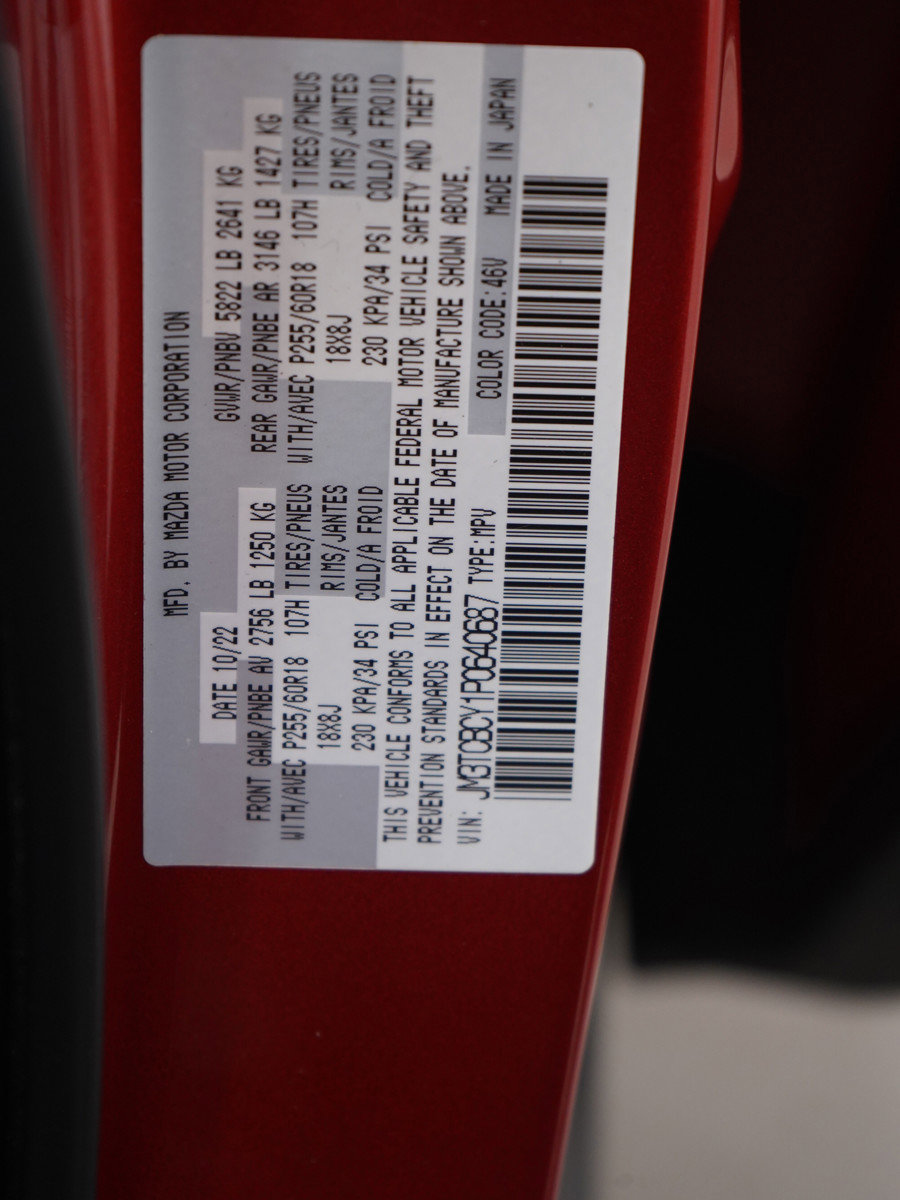 MFD. BY MAZDA MOTOR CORPORATION
DATE 10/22 GVWR/PNBV 5822 LB 2641 KG
FRONT GAWR/PNBE AV 2756 LB 1250 KG REAR GAWR/PNBE AR 3146 LB 1427 KG
WITH/AVEC P255/60R18 107H TIRES/PNEUS WITH/AVEC P255/60R18 107H TIRES/PNEUS
18X8J RIMS/JANTES 18X8J RIMS/JANTES
230 KPA/34 PSI COLD/A FROID 230 KPA/34 PSI COLD/A FROID
THIS VEHICLE CONFORMS TO ALL APPLICABLE FEDERAL MOTOR VEHICLE SAFETY AND THEFT
PREVENTION STANDARDS IN EFFECT ON THE DATE OF MANUFACTURE SHOWN ABOVE.
VIN: JM3TCBCY1P0640687 TYPE:MPV COLOR CODE:46V MADE IN JAPAN